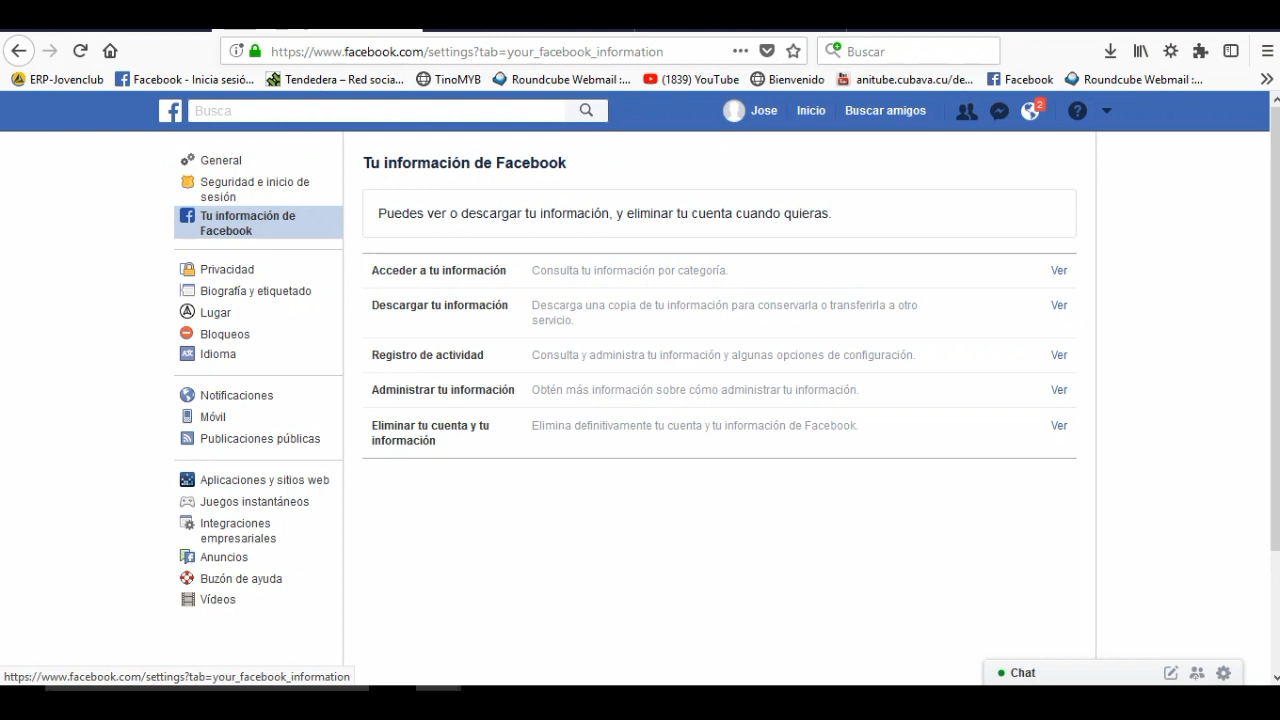 https://www.facebook.com/settings?tab=your_facebook_information
Buscar
ERP-Jovenclub
Facebook - Inicia sesió...
Tendedera – Red socia...
TinoMYB
Roundcube Webmail :...
(1839) YouTube
Bienvenido
anitube.cubava.cu/de...
Facebook
Roundcube Webmail :...
Busca
Jose
Inicio
Buscar amigos
2
General
Seguridad e inicio de
sesión
Tu información de
Facebook
Privacidad
Biografía y etiquetado
Lugar
Bloqueos
Idioma
Notificaciones
Móvil
Publicaciones públicas
Aplicaciones y sitios web
Juegos instantáneos
Integraciones
empresariales
Anuncios
Buzón de ayuda
Vídeos
Tu información de Facebook
Puedes ver o descargar tu información, y eliminar tu cuenta cuando quieras.
Acceder a tu información
Consulta tu información por categoría.
Ver
Descargar tu información
Descarga una copia de tu información para conservarla o transferirla a otro
servicio.
Ver
Registro de actividad
Consulta y administra tu información y algunas opciones de configuración.
Ver
Administrar tu información
Obtén más información sobre cómo administrar tu información.
Ver
Eliminar tu cuenta y tu
información
Elimina definitivamente tu cuenta y tu información de Facebook.
Ver
https://www.facebook.com/settings?tab=your_facebook_information
Chat